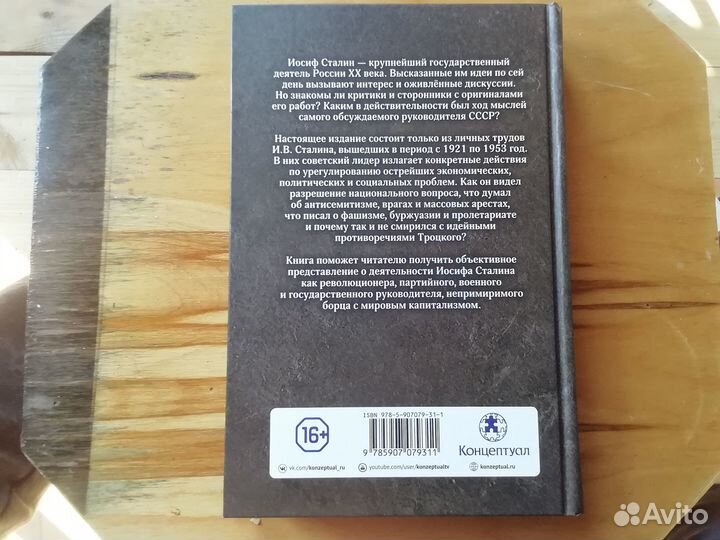 Иосиф Сталин — крупнейший государственный
деятель России XX века. Высказанные им идеи по сей
день вызывают интерес и оживлённые дискуссии.
Но знакомы ли критики и сторонники с оригиналами
его работ? Каким в действительности был ход мыслей
самого обсуждаемого руководителя СССР?
Настоящее издание состоит только из личных трудов
И.В. Сталина, вышедших в период с 1921 по 1953 год.
В них советский лидер излагает конкретные действия
по урегулированию острейших экономических,
политических и социальных проблем. Как он видел
разрешение национального вопроса, что думал
об антисемитизме, врагах и массовых арестах,
что писал о фашизме, буржуазии и пролетариате
и почему так и не смирился с идейными
противоречиями Троцкого?
Книга поможет читателю получить объективное
представление о деятельности Иосифа Сталина
как революционера, партийного, военного
и государственного руководителя, непримиримого
борца с мировым капитализмом.
16+
ISBN 978-5-907079-31-1
9 785907 079311
Концептуал
vk.com/konzeptual_ru
youtube.com/user/konzeptualtv
konzeptual.ru
Avito